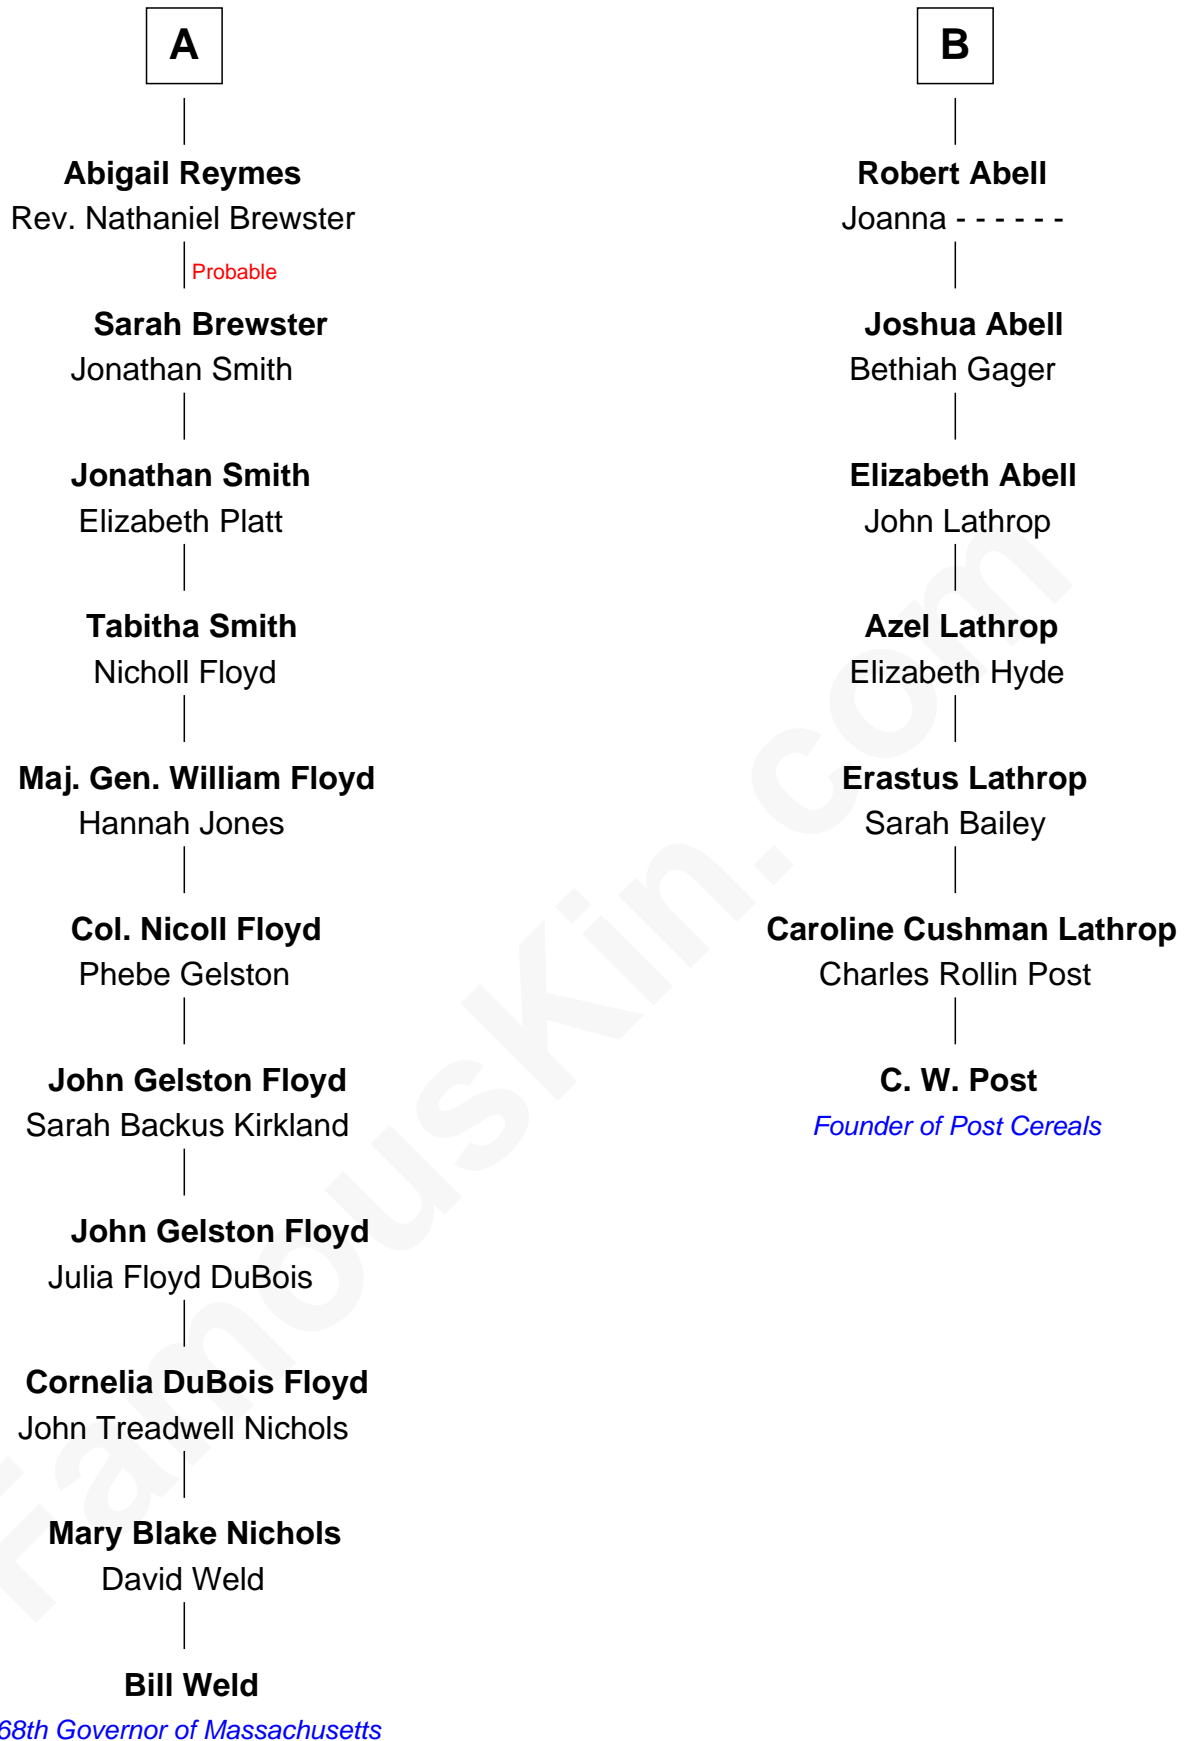 A
Abigail Reymes
Rev. Nathaniel Brewster
Probable
Sarah Brewster
Jonathan Smith
Jonathan Smith
Elizabeth Platt
Tabitha Smith
Nicholl Floyd
Maj. Gen. William Floyd
Hannah Jones
Col. Nicoll Floyd
Phebe Gelston
John Gelston Floyd
Sarah Backus Kirkland
John Gelston Floyd
Julia Floyd DuBois
Cornelia DuBois Floyd
John Treadwell Nichols
Mary Blake Nichols
David Weld
Bill Weld
68th Governor of Massachusetts
B
Robert Abell
Joanna - - - - - -
Joshua Abell
Bethiah Gager
Elizabeth Abell
John Lathrop
Azel Lathrop
Elizabeth Hyde
Erastus Lathrop
Sarah Bailey
Caroline Cushman Lathrop
Charles Rollin Post
C. W. Post
Founder of Post Cereals
FamousKin.com